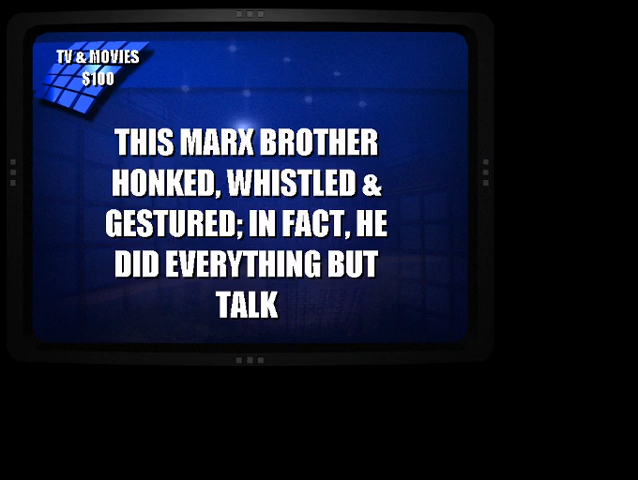 TV & MOVIES
$100
THIS MARX BROTHER
HONKED, WHISTLED &
GESTURED; IN FACT, HE
DID EVERYTHING BUT
TALK